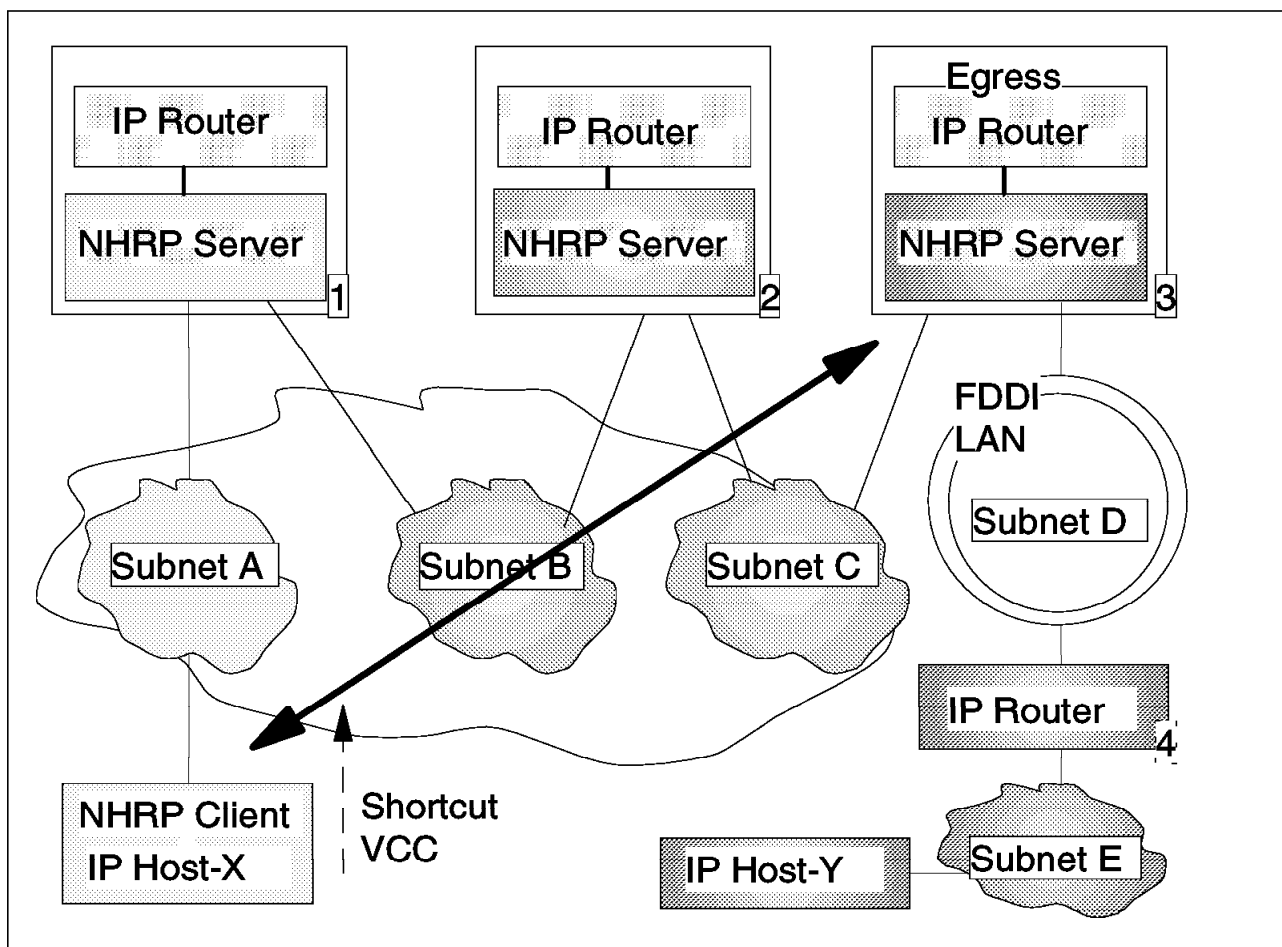 IP Router
NHRP Server
1
IP Router
NHRP Server
2
Egress
IP Router
NHRP Server
3
FDDI
LAN
Subnet A
Subnet B
Subnet C
Subnet D
IP Router
4
NHRP Client
IP Host-X
Shortcut
VCC
IP Host-Y
Subnet E